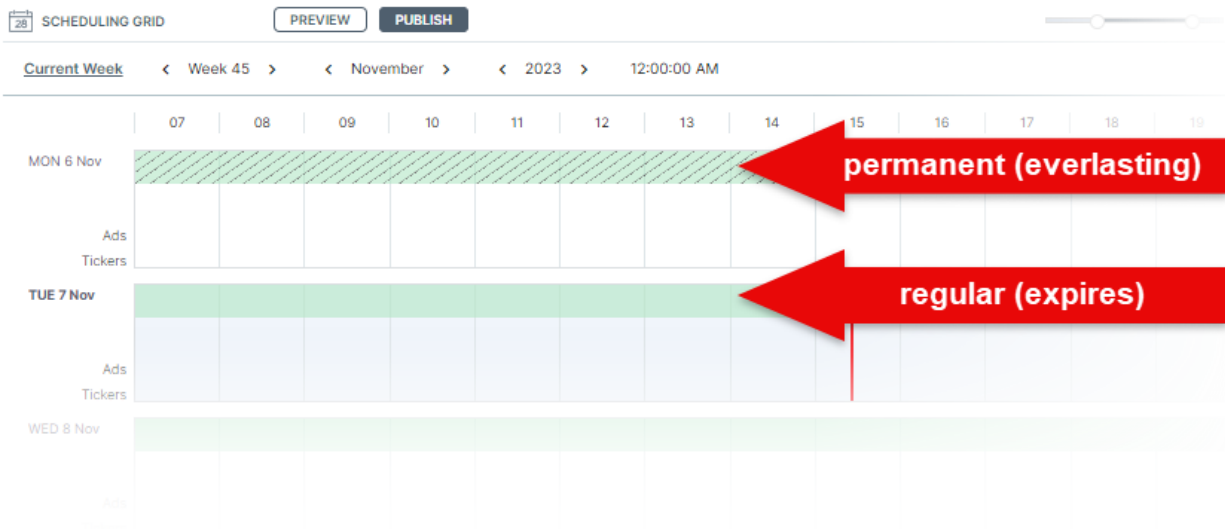 28 SCHEDULING GRID PREVIEW PUBLISH
Current Week < Week 45 > < November > < 2023 > 12:00:00 AM
07 08 09 10 11 12 13 14 15 16 17 18 19
MON 6 Nov
permanent (everlasting)
Ads
Tickers
TUE 7 Nov
regular (expires)
Ads
Tickers
WED 8 Nov
Ads